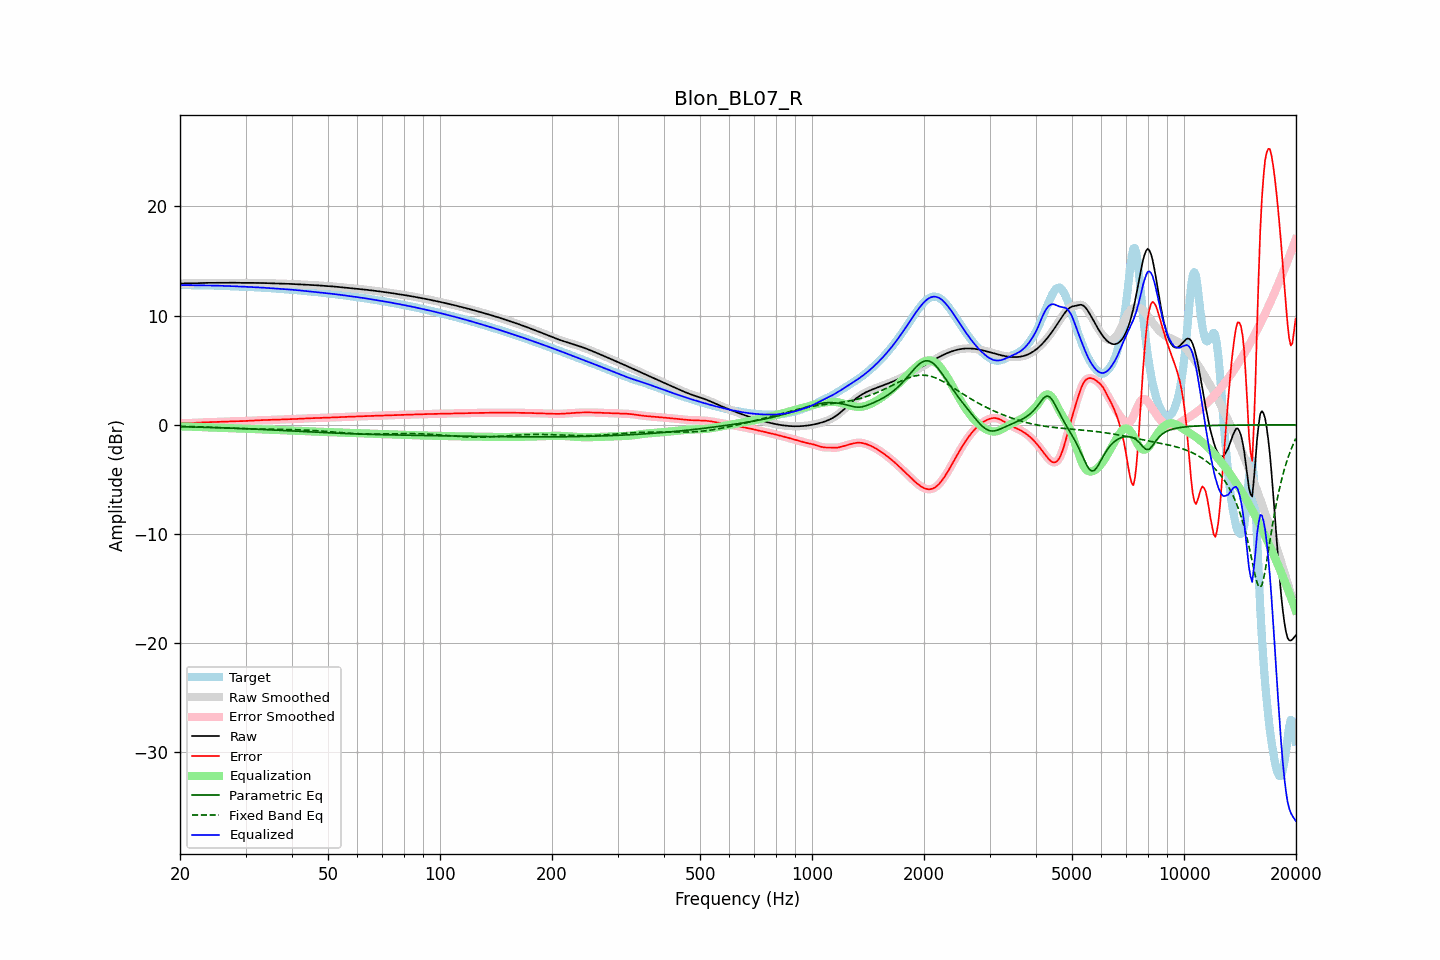 Blon_BL07_R
Amplitude (dBr)
20
10
0
−10
−20
−30
Target
Raw Smoothed
Error Smoothed
Raw
Error
Equalization
Parametric Eq
Fixed Band Eq
Equalized
20 50 100 200 500 1000 2000 5000 10000 20000
Frequency (Hz)